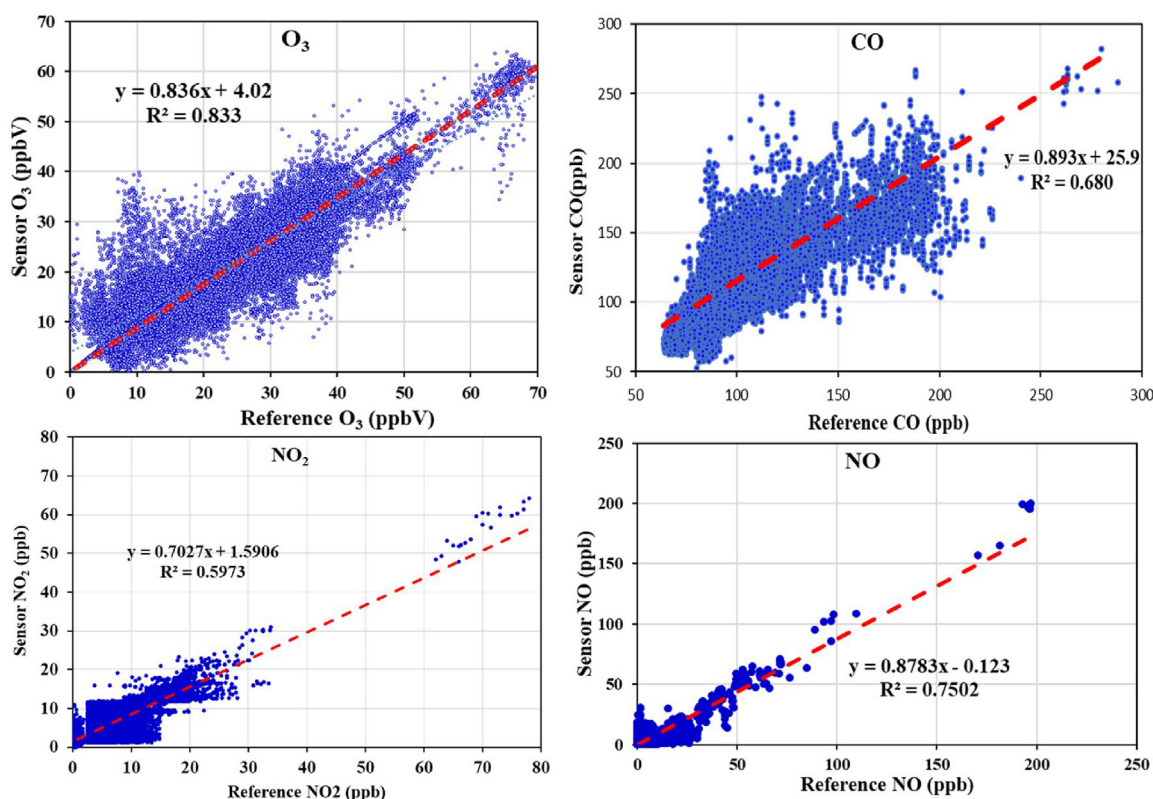 O₃
y = 0.836x + 4.02
R² = 0.833
Sensor O₃ (ppbV)
70
60
50
40
30
20
10
0
0 10 20 30 40 50 60 70
Reference O₃ (ppbV)
CO
y = 0.893x + 25.9
R² = 0.680
Sensor CO(ppb)
300
250
200
150
100
50
50 100 150 200 250 300
Reference CO (ppb)
NO₂
y = 0.7027x + 1.5906
R² = 0.5973
Sensor NO₂ (ppb)
80
70
60
50
40
30
20
10
0
0 10 20 30 40 50 60 70 80
Reference NO2 (ppb)
NO
y = 0.8783x - 0.123
R² = 0.7502
Sensor NO (ppb)
250
200
150
100
50
0
0 50 100 150 200 250
Reference NO (ppb)